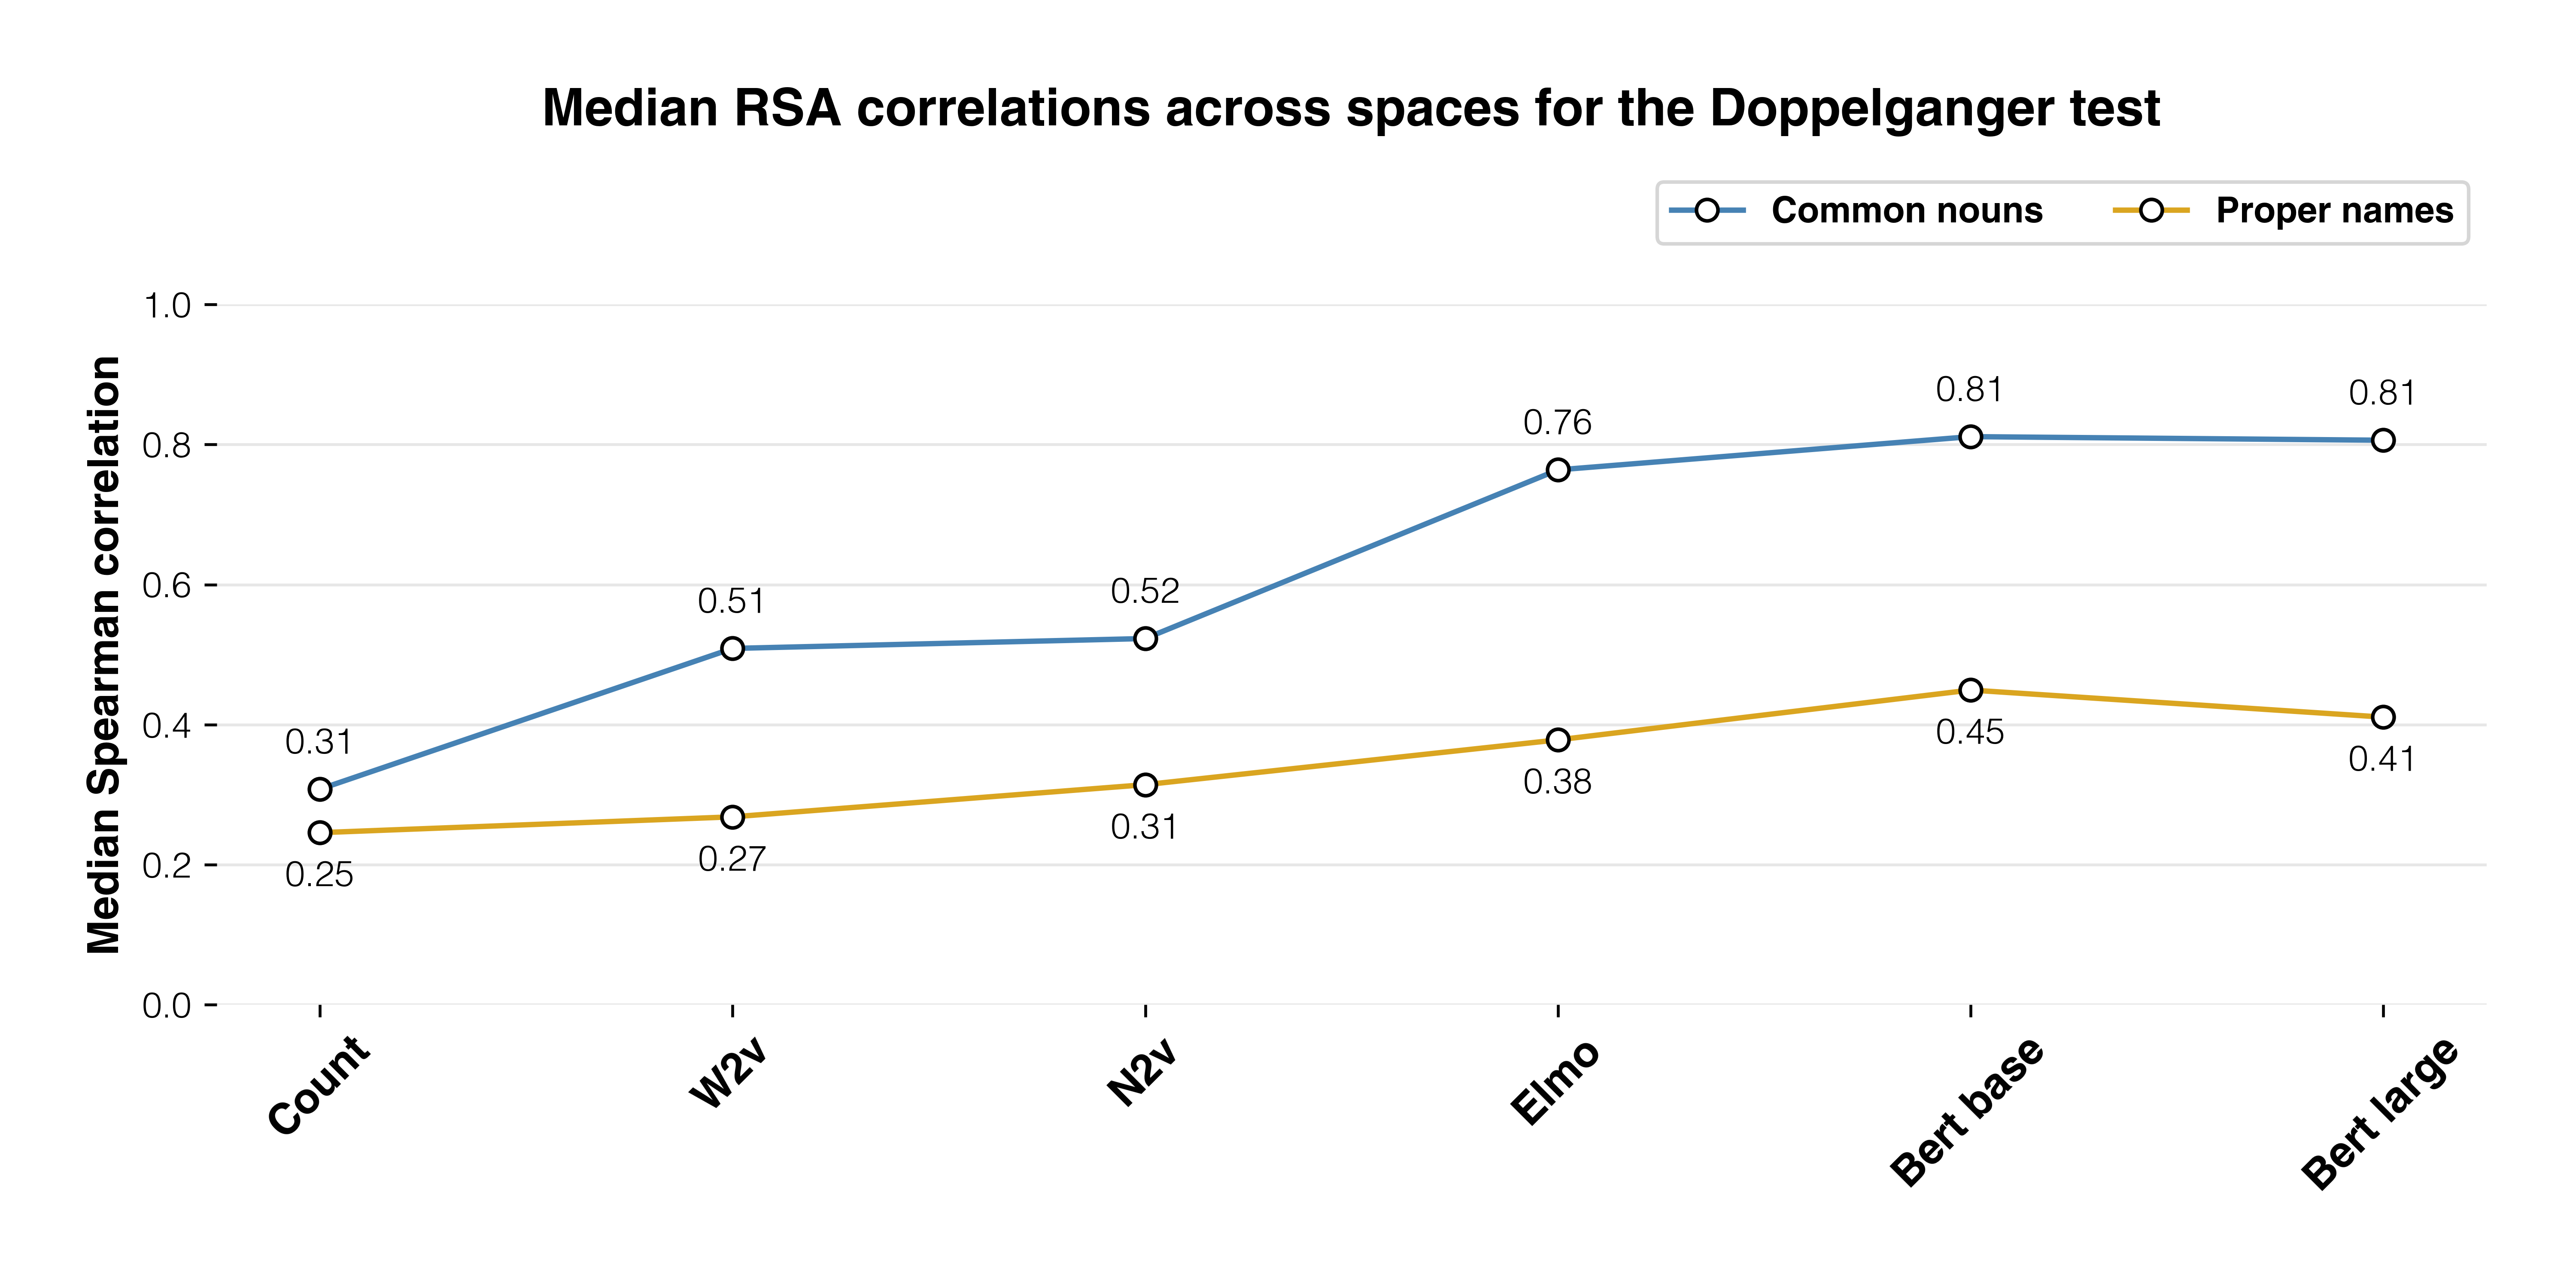 Median RSA correlations across spaces for the Doppelganger test
Common nouns
Proper names
Median Spearman correlation
1.0
0.8
0.6
0.4
0.2
0.0
0.31
0.51
0.52
0.76
0.81
0.81
0.25
0.27
0.31
0.38
0.45
0.41
Count
W2v
N2v
Elmo
Bert base
Bert large